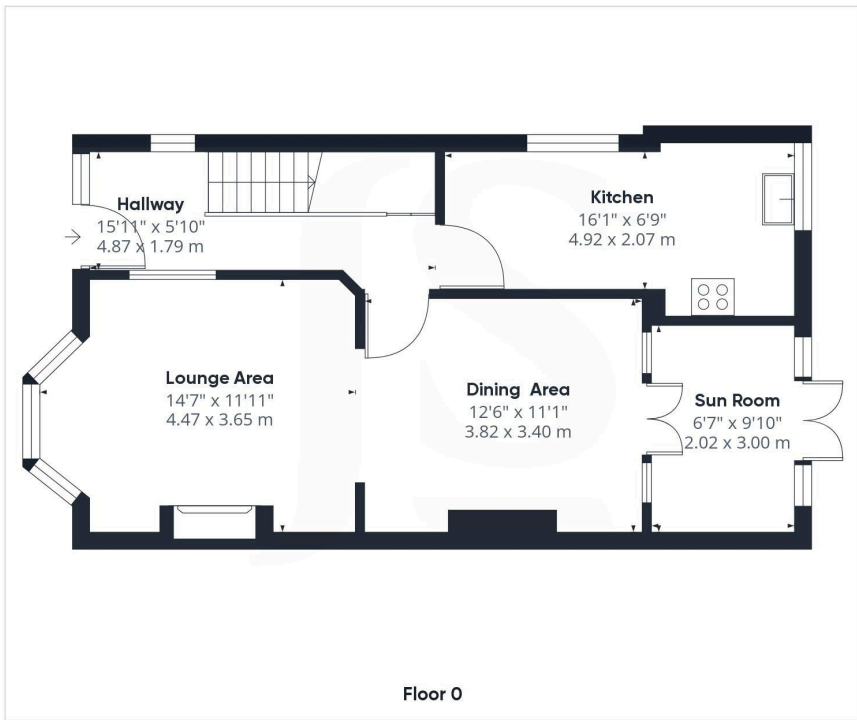 Hallway
15'11" x 5'10"
4.87 x 1.79 m
Kitchen
16'1" x 6'9"
4.92 x 2.07 m
Lounge Area
14'7" x 11'11"
4.47 x 3.65 m
Dining Area
12'6" x 11'1"
3.82 x 3.40 m
Sun Room
6'7" x 9'10"
2.02 x 3.00 m
Floor 0